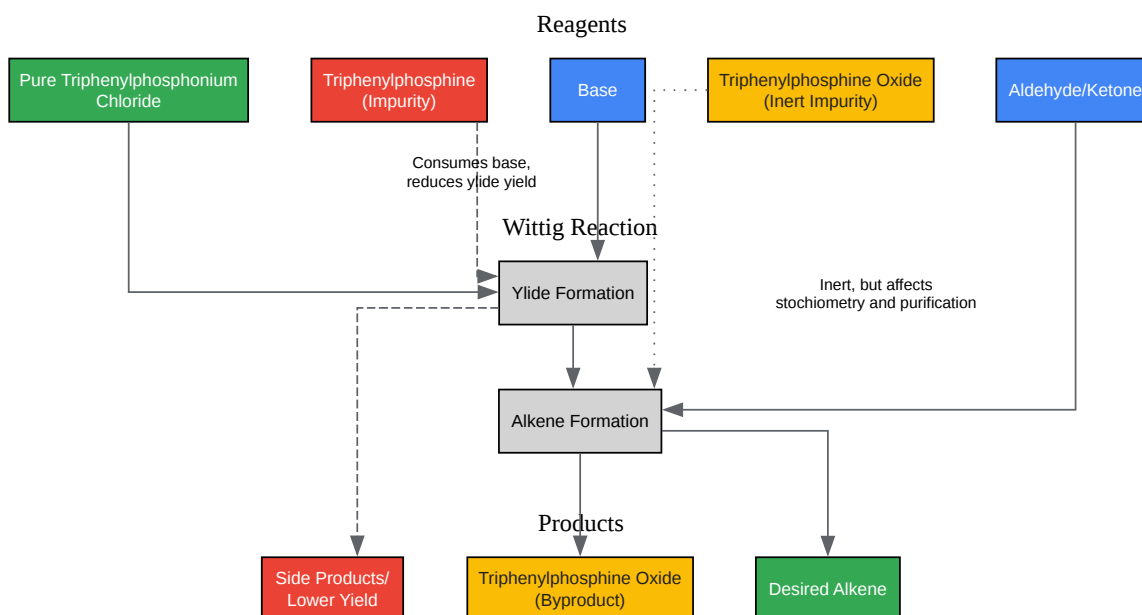 Reagents
Pure Triphenylphosphonium
Chloride
Triphenylphosphine
(Impurity)
Base
Triphenylphosphine Oxide
(Inert Impurity)
Aldehyde/Ketone
Consumes base,
reduces ylide yield
Wittig Reaction
Ylide Formation
Inert, but affects
stochiometry and purification
Alkene Formation
Products
Side Products/
Lower Yield
Triphenylphosphine Oxide
(Byproduct)
Desired Alkene